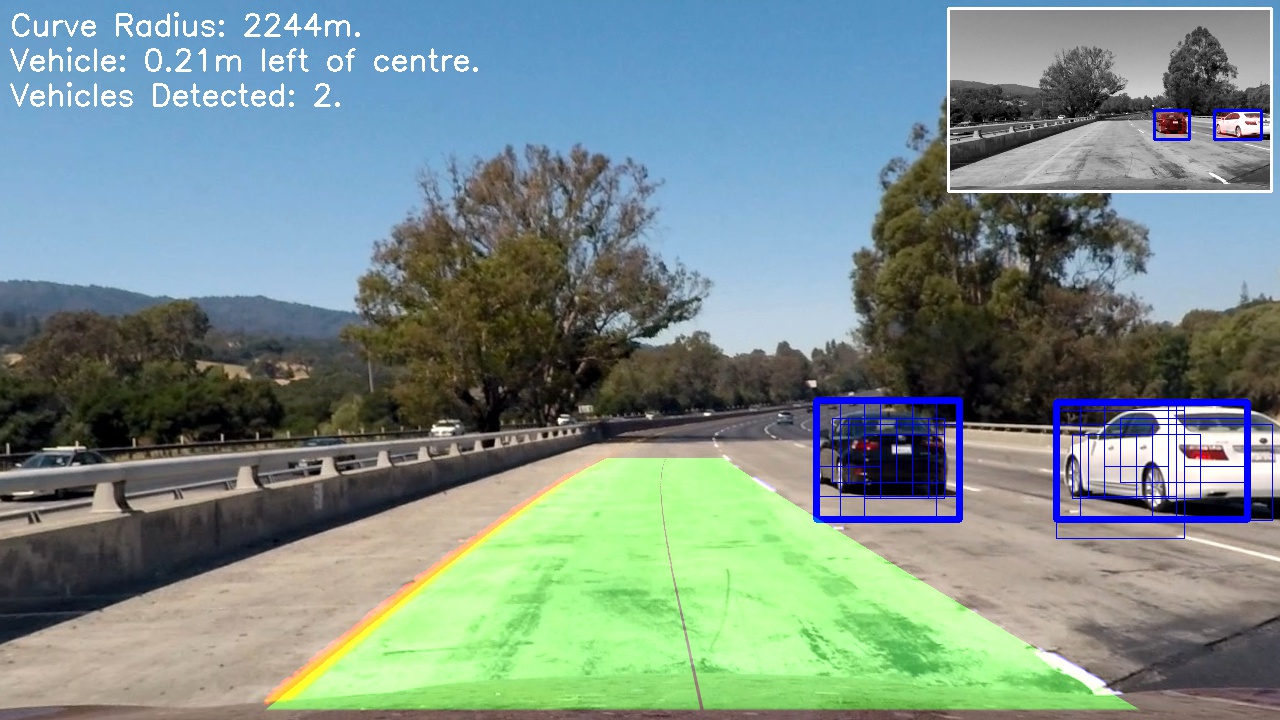 Curve Radius: 2244m.
Vehicle: 0.21m left of centre.
Vehicles Detected: 2.